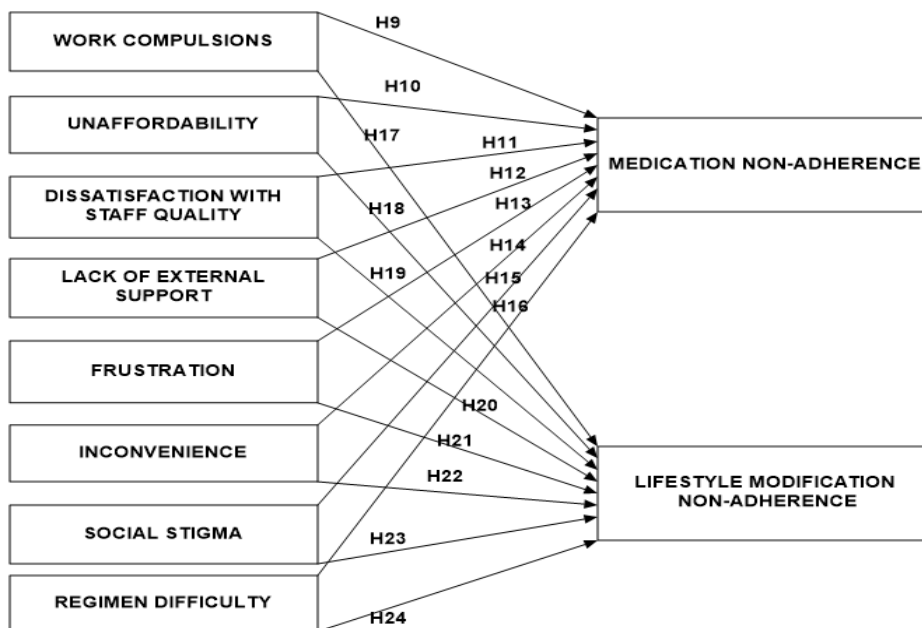 WORK COMPULSIONS
UNAFFORDABILITY
DISSATISFACTION WITH
STAFF QUALITY
LACK OF EXTERNAL
SUPPORT
FRUSTRATION
INCONVENIENCE
SOCIAL STIGMA
REGIMEN DIFFICULTY
H9
H10
H17
H11
H12
H18
H13
H14
H19
H15
H16
H20
H21
H22
H23
H24
MEDICATION NON-ADHERENCE
LIFESTYLE MODIFICATION
NON-ADHERENCE